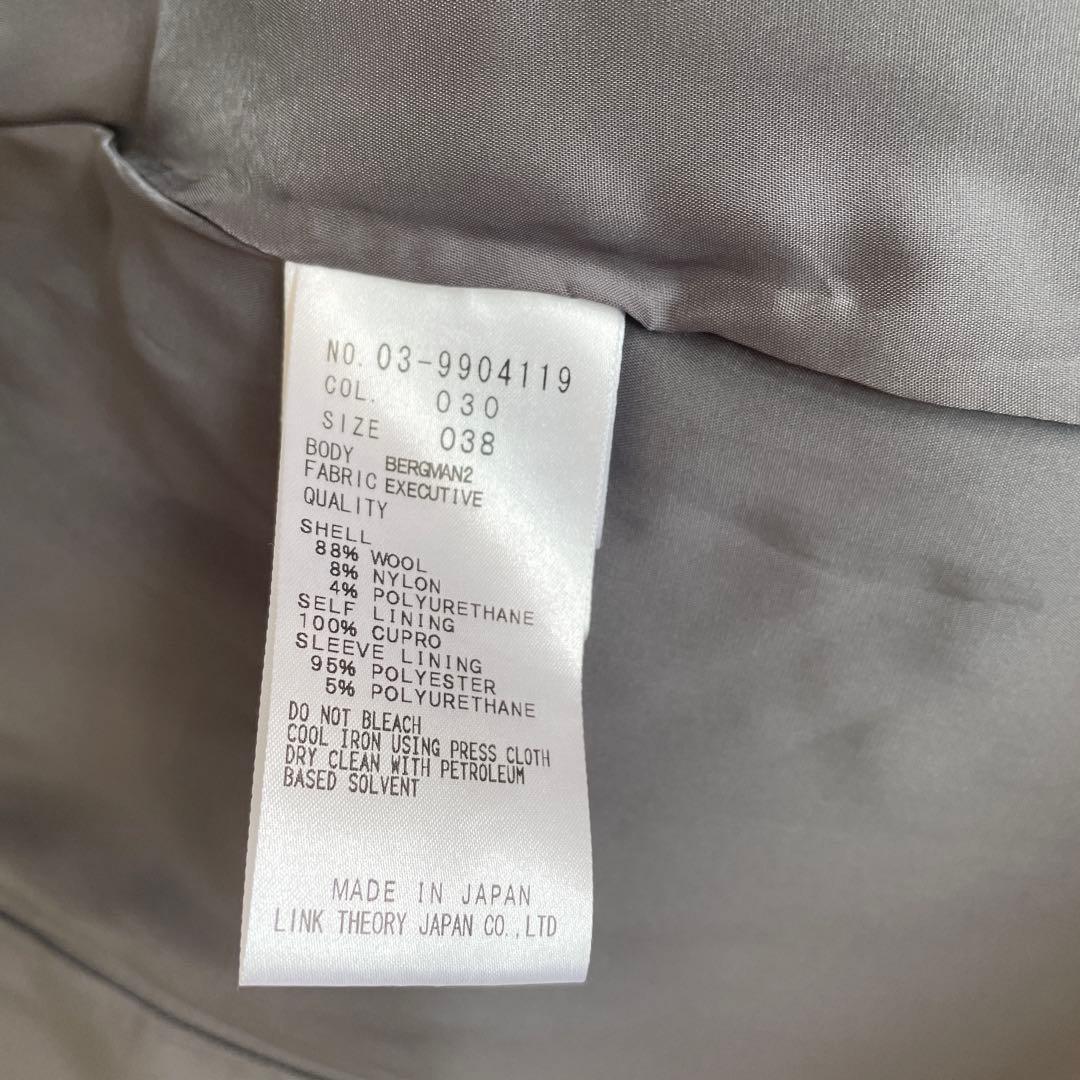 NO. 03-9904119
COL. 030
SIZE 038
BODY BERGMAN2
FABRIC EXECUTIVE
QUALITY
SHELL
88% WOOL
8% NYLON
4% POLYURETHANE
SELF LINING
100% CUPRO
SLEEVE LINING
95% POLYESTER
5% POLYURETHANE
DO NOT BLEACH
COOL IRON USING PRESS CLOTH
DRY CLEAN WITH PETROLEUM
BASED SOLVENT
MADE IN JAPAN
LINK THEORY JAPAN CO.,LTD